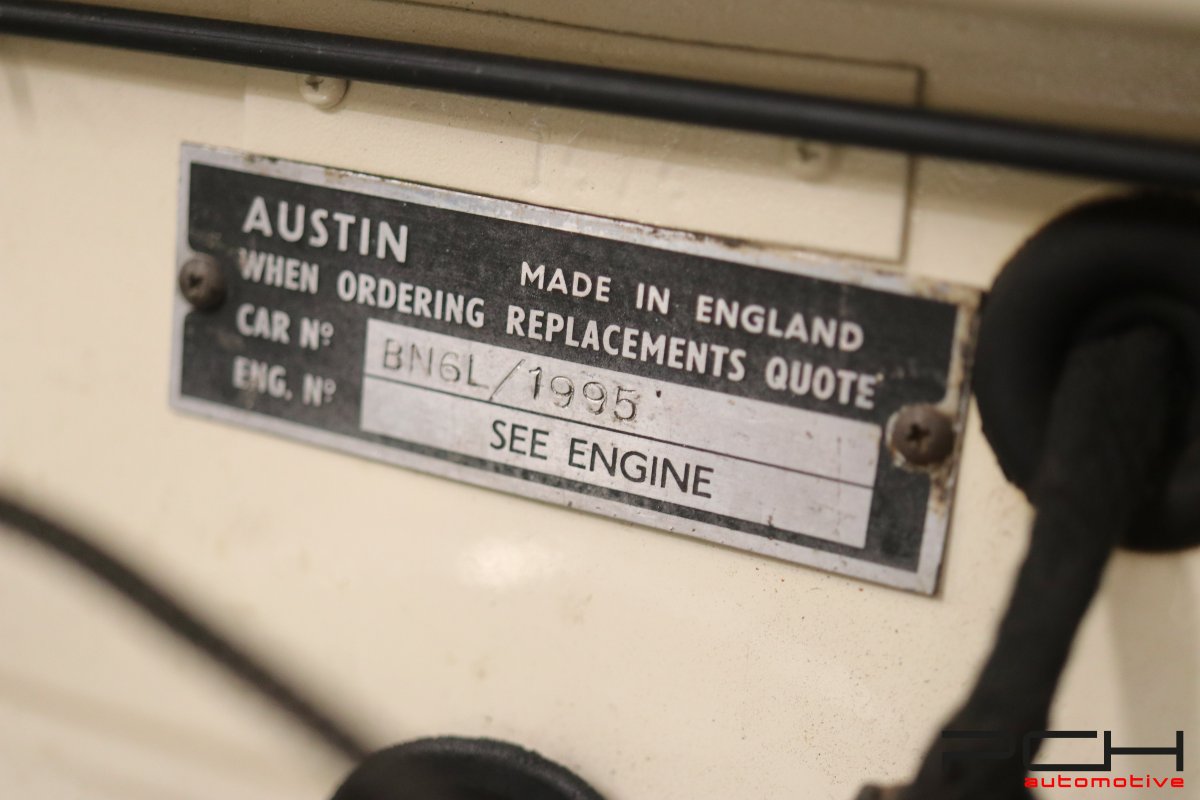 AUSTIN
MADE IN ENGLAND
WHEN ORDERING REPLACEMENTS QUOTE
CAR Nº BN6L/1995
ENG. Nº SEE ENGINE
PCH
automotive